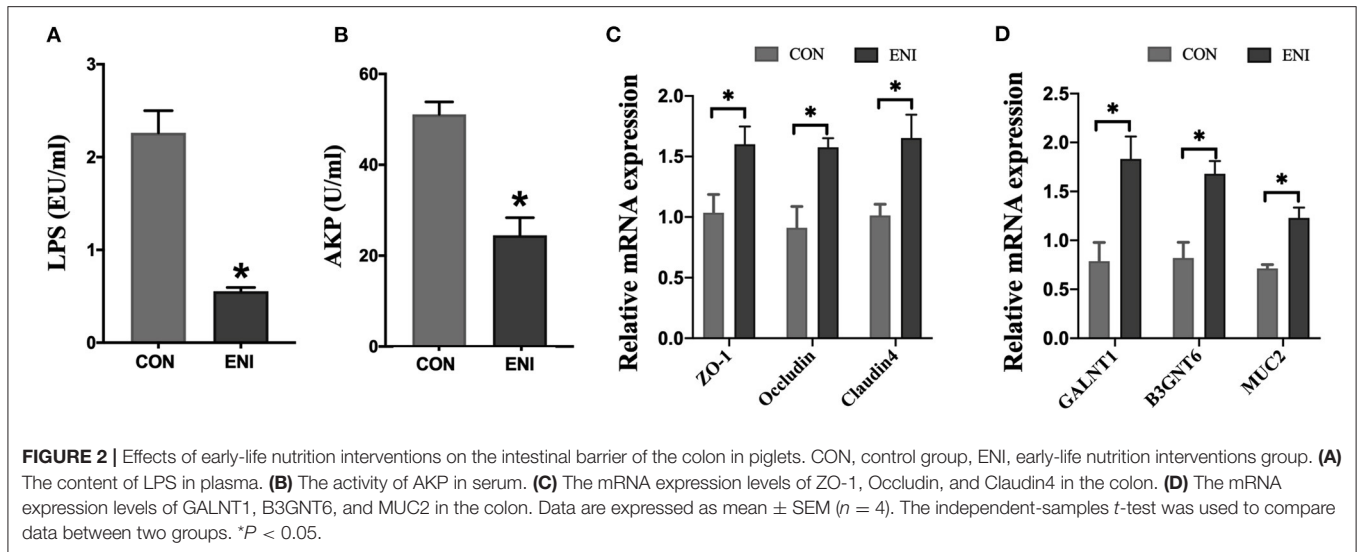 A
LPS (EU/ml)
3
2
1
0
*
CON
ENI
B
AKP (U/ml)
60
40
20
0
*
CON
ENI
C
CON
ENI
Relative mRNA expression
2.0
1.5
1.0
0.5
0.0
*
*
*
ZO-1
Occludin
Claudin4
D
CON
ENI
Relative mRNA expression
2.5
2.0
1.5
1.0
0.5
0.0
*
*
*
GALNT1
B3GNT6
MUC2
FIGURE 2 | Effects of early-life nutrition interventions on the intestinal barrier of the colon in piglets. CON, control group, ENI, early-life nutrition interventions group. (A)
The content of LPS in plasma. (B) The activity of AKP in serum. (C) The mRNA expression levels of ZO-1, Occludin, and Claudin4 in the colon. (D) The mRNA
expression levels of GALNT1, B3GNT6, and MUC2 in the colon. Data are expressed as mean ± SEM (n = 4). The independent-samples t-test was used to compare
data between two groups. *P < 0.05.